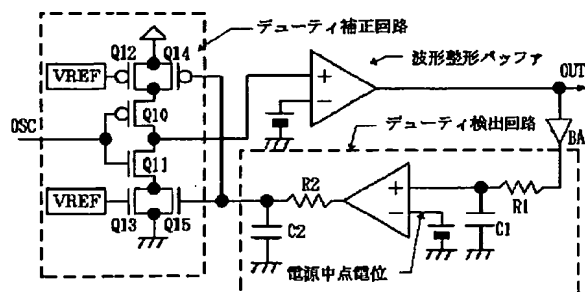 デューティ補正回路
Q12
Q14
波形整形バッファ
VREF
OUT
Q10
+
OSC
-
デューティ検出回路
BA
Q11
R2
+
R1
VREF
-
Q13
Q15
C2
C1
電源中点電位